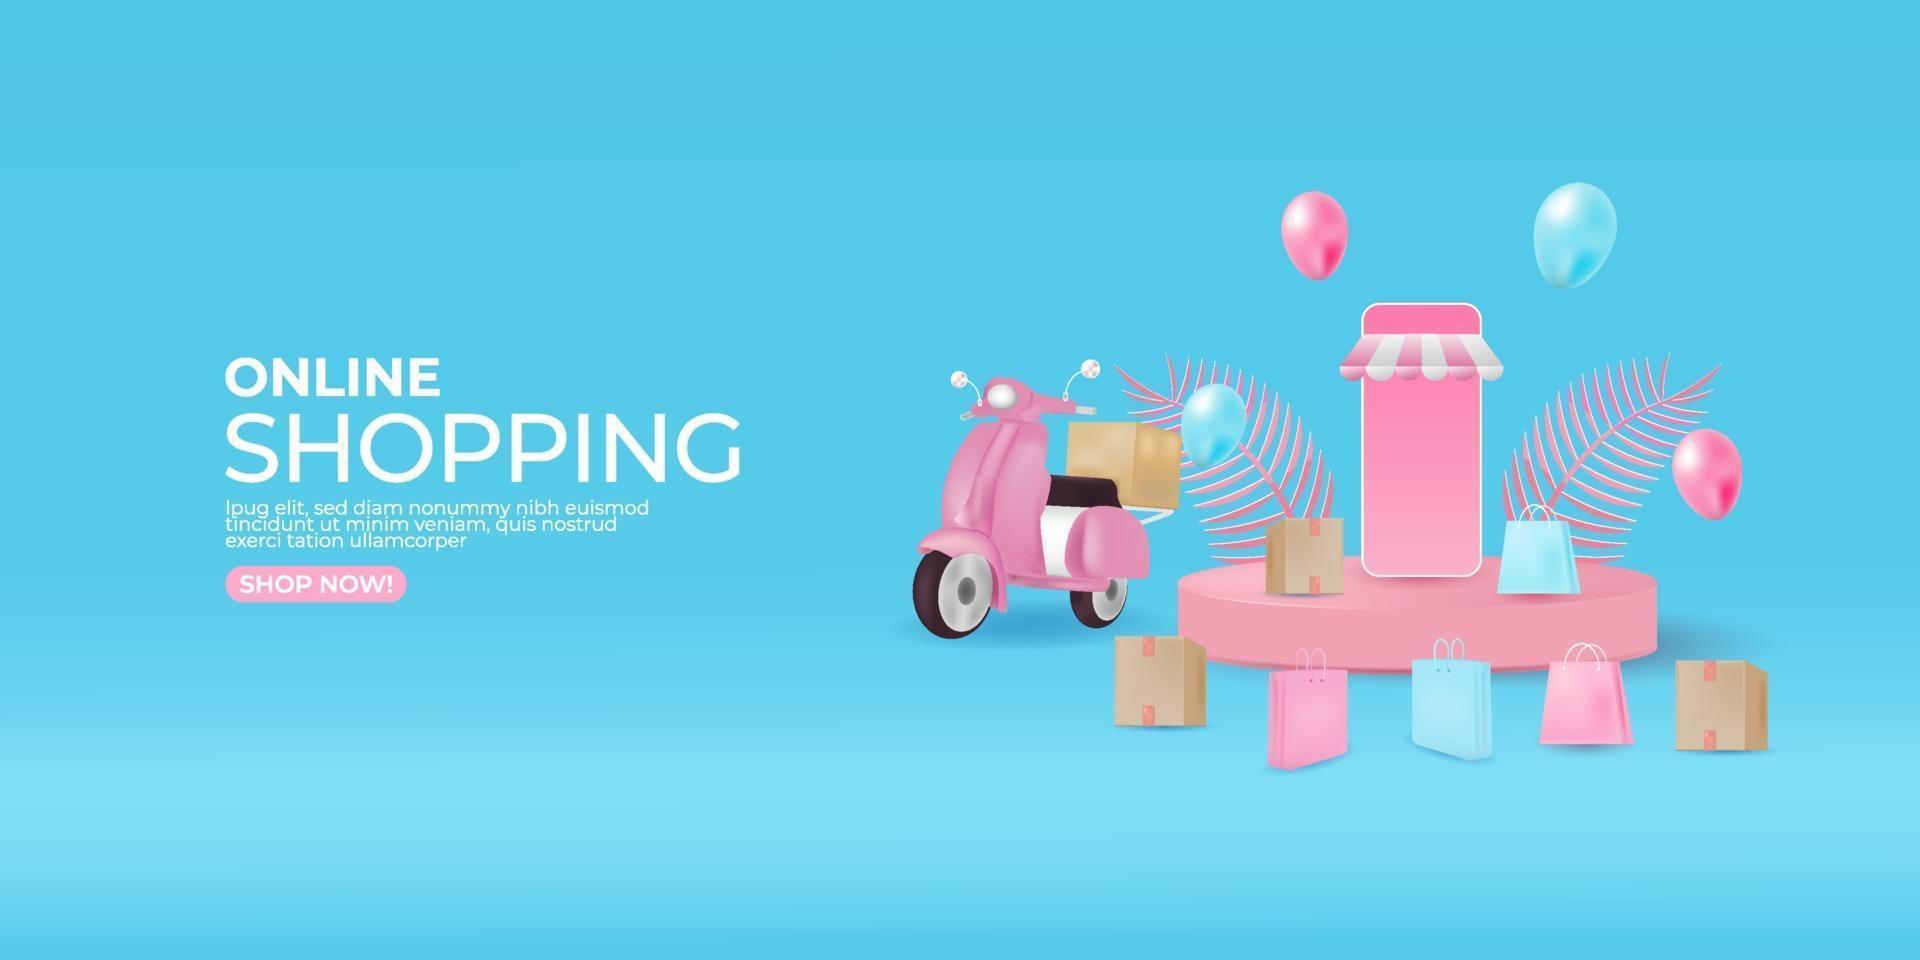 ONLINE
SHOPPING
Ipug elit, sed diam nonummy nibh euismod
tincidunt ut minim veniam, quis nostrud
exerci tation ullamcorper
SHOP NOW!